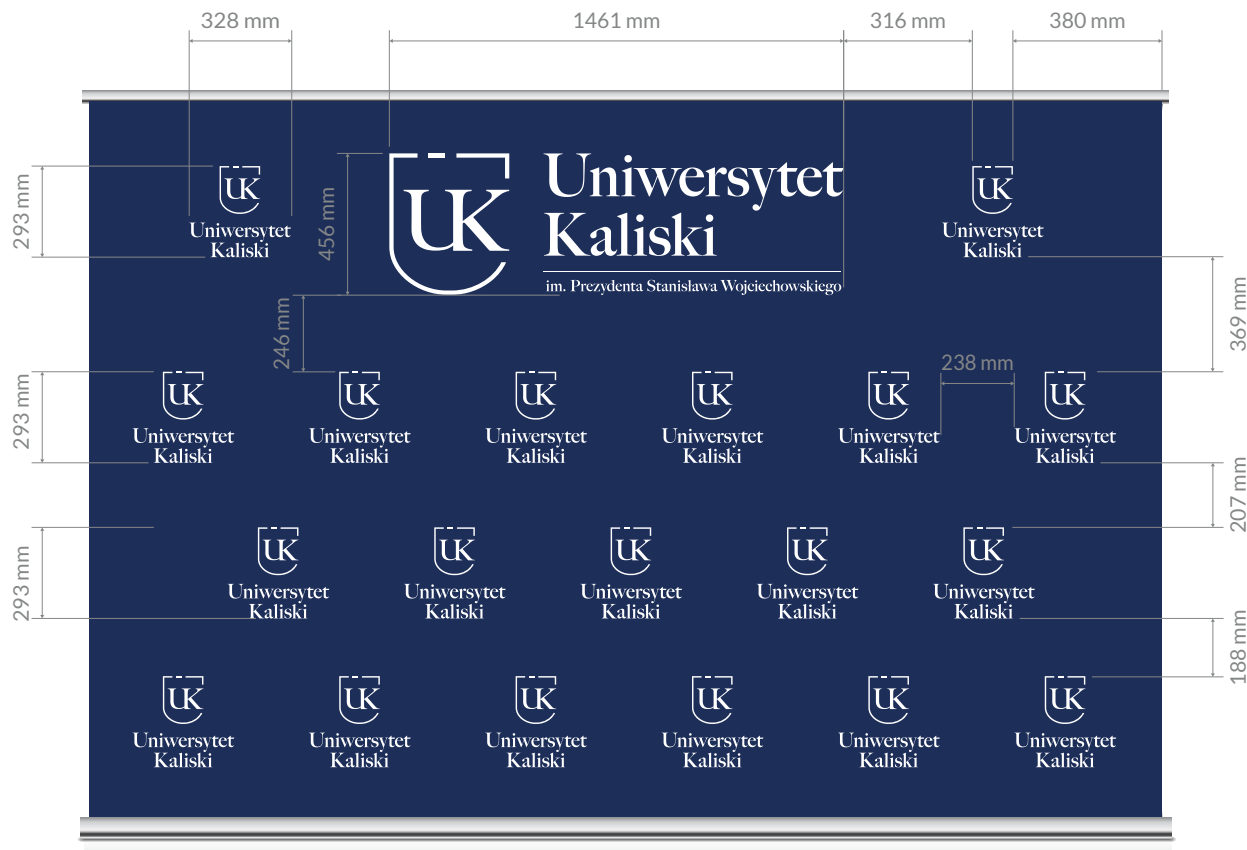 328 mm
1461 mm
316 mm
380 mm
293 mm
UK
Uniwersytet
Kaliski
456 mm
UK
Uniwersytet
Kaliski
im. Prezydenta Stanisława Wojciechowskiego
UK
Uniwersytet
Kaliski
246 mm
369 mm
238 mm
293 mm
UK
Uniwersytet
Kaliski
UK
Uniwersytet
Kaliski
UK
Uniwersytet
Kaliski
UK
Uniwersytet
Kaliski
UK
Uniwersytet
Kaliski
UK
Uniwersytet
Kaliski
207 mm
293 mm
UK
Uniwersytet
Kaliski
UK
Uniwersytet
Kaliski
UK
Uniwersytet
Kaliski
UK
Uniwersytet
Kaliski
UK
Uniwersytet
Kaliski
188 mm
UK
Uniwersytet
Kaliski
UK
Uniwersytet
Kaliski
UK
Uniwersytet
Kaliski
UK
Uniwersytet
Kaliski
UK
Uniwersytet
Kaliski
UK
Uniwersytet
Kaliski